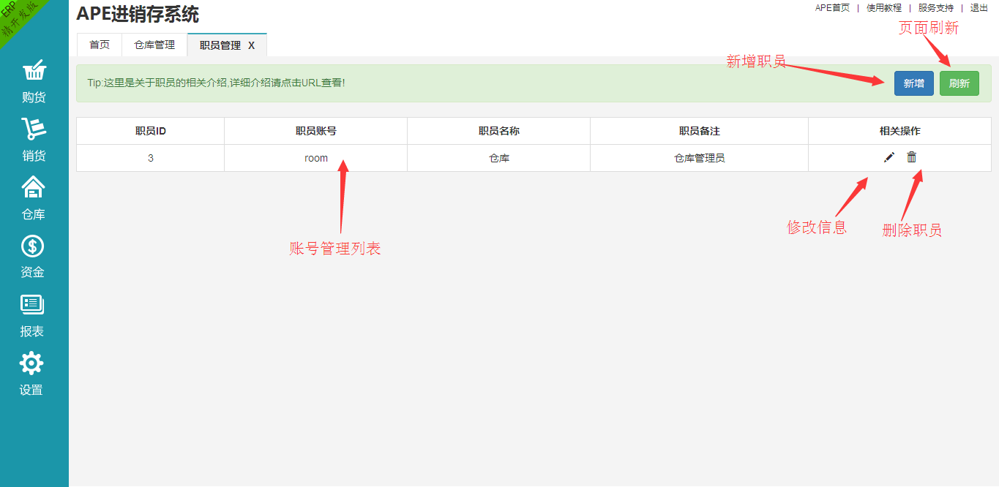 ERP
精开发版
APE进销存系统
APE首页 | 使用教程 | 服务支持 | 退出
页面刷新
首页 仓库管理 职员管理 X
新增职员
Tip:这里是关于职员的相关介绍,详细介绍请点击URL查看!
新增 刷新
职员ID 职员账号 职员名称 职员备注 相关操作
3 room 仓库 仓库管理员
账号管理列表
修改信息
删除职员
购货
销货
仓库
资金
报表
设置